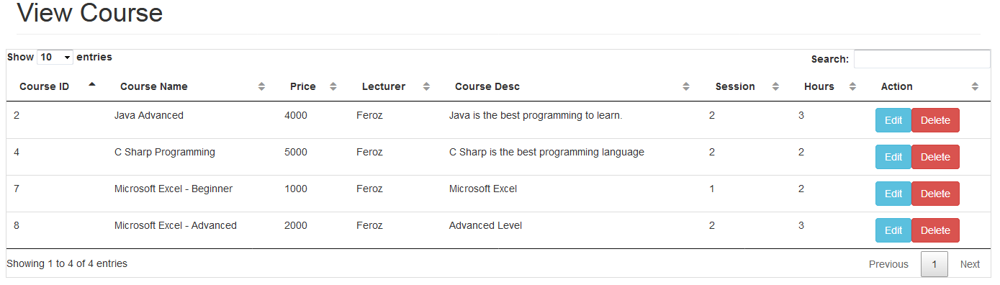 View Course
Show 10 entries Search:
Course ID Course Name Price Lecturer Course Desc Session Hours Action
2 Java Advanced 4000 Feroz Java is the best programming to learn. 2 3 Edit Delete
4 C Sharp Programming 5000 Feroz C Sharp is the best programming language 2 2 Edit Delete
7 Microsoft Excel - Beginner 1000 Feroz Microsoft Excel 1 2 Edit Delete
8 Microsoft Excel - Advanced 2000 Feroz Advanced Level 2 3 Edit Delete
Showing 1 to 4 of 4 entries Previous 1 Next